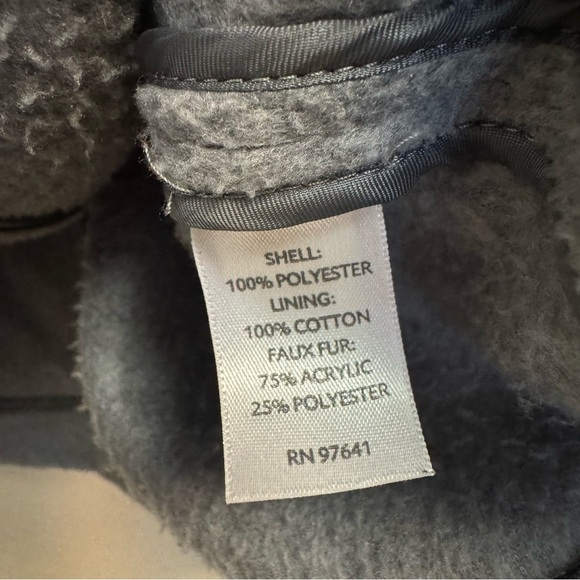 SHELL:
100% POLYESTER
LINING:
100% COTTON
FAUX FUR:
75% ACRYLIC
25% POLYESTER
RN 97641